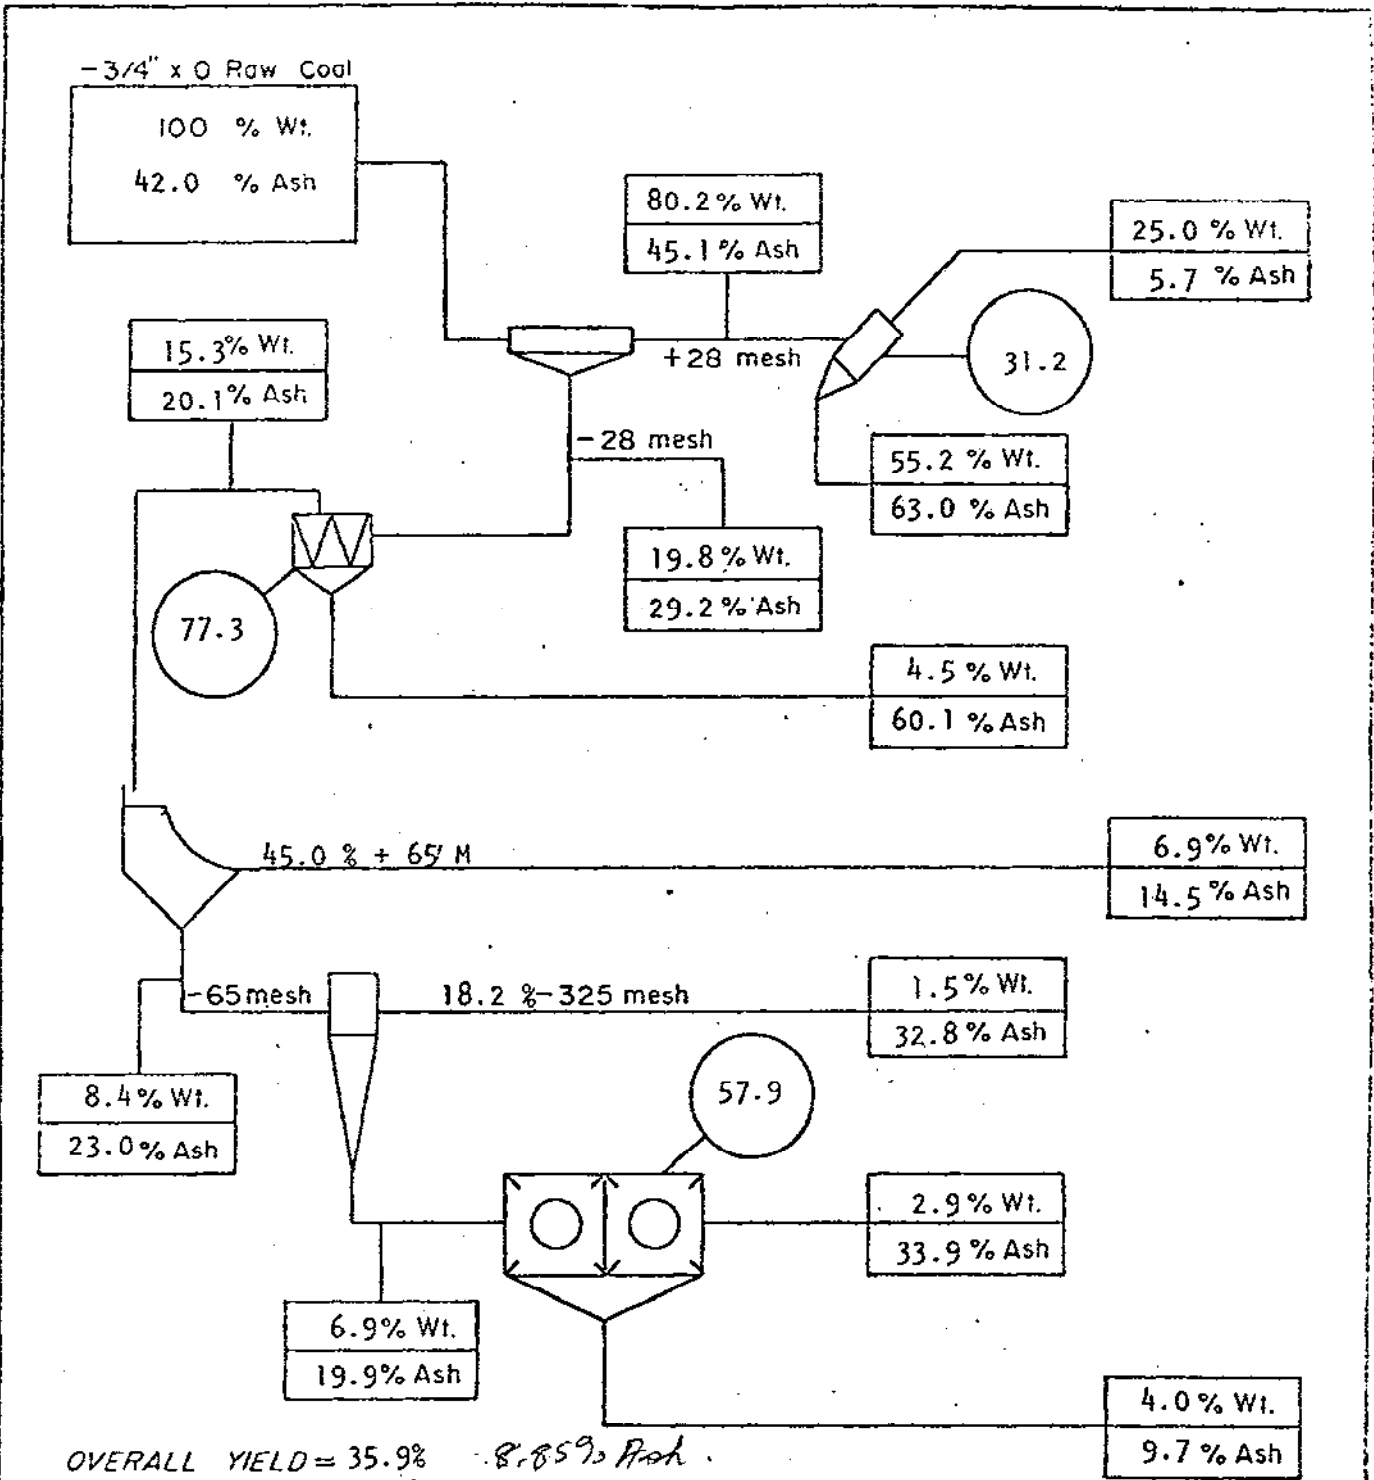 -3/4" x 0 Raw Coal
100 % Wt.
42.0 % Ash
80.2% Wt.
45.1% Ash
25.0 % Wt.
5.7 % Ash
15.3% Wt.
20.1% Ash
+28 mesh
31.2
-28 mesh
55.2 % Wt.
63.0 % Ash
19.8% Wt.
29.2% Ash
77.3
4.5 % Wt.
60.1 % Ash
45.0 % + 65 M
6.9% Wt.
14.5 % Ash
-65 mesh
18.2 %-325 mesh
1.5% Wt.
32.8% Ash
8.4% Wt.
23.0% Ash
57.9
2.9% Wt.
33.9% Ash
6.9% Wt.
19.9% Ash
4.0% Wt.
9.7 % Ash
OVERALL YIELD = 35.9% 8.85% Ash.